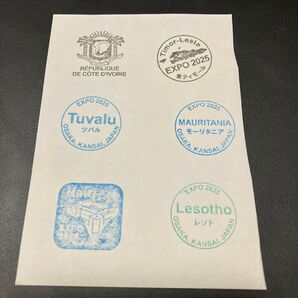 RÉPUBLIQUE
DE CÔTE D'IVOIRE
Timor-Leste
EXPO 2025
東ティモール
EXPO 2025
Tuvalu
ツバル
OSAKA, KANSAI, JAPAN
EXPO 2025
MAURITANIA
モーリタニア
OSAKA, KANSAI, JAPAN
EXPO 2025
Lesotho
レソト
OSAKA, KANSAI, JAPAN